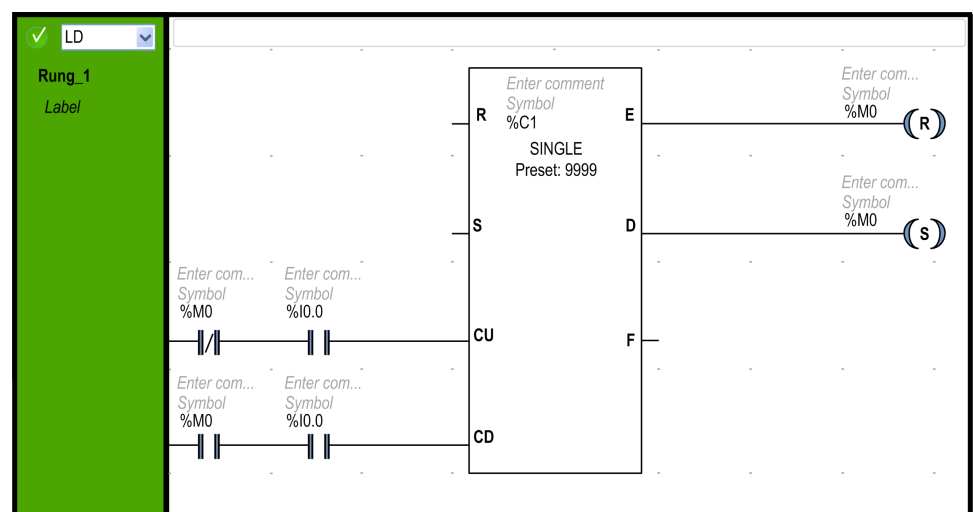 LD
Rung_1
Label
Enter comment
Symbol
R %C1 E
SINGLE
Preset: 9999
Enter com...
Symbol
%M0
R
S D
Enter com...
Symbol
%M0
S
Enter com... Enter com...
Symbol Symbol
%M0 %I0.0
CU F
Enter com... Enter com...
Symbol Symbol
%M0 %I0.0
CD